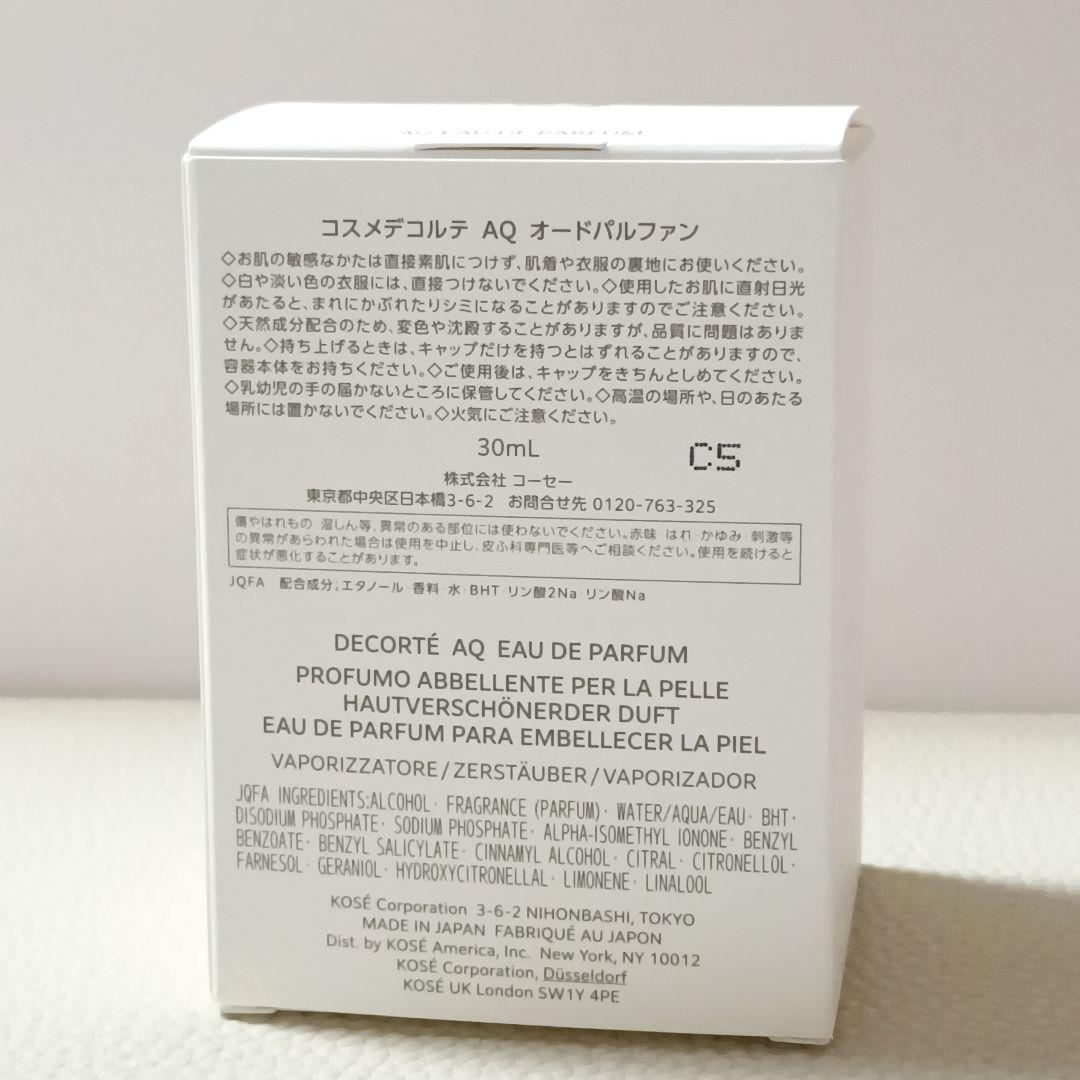 AQ EAU DE PARFUM
コスメデコルテ AQ オードパルファン
◇お肌の敏感なかたは直接素肌につけず、肌着や衣服の裏地にお使いください。
◇白や淡い色の衣服には、直接つけないでください。◇使用したお肌に直射日光
があたると、まれにかぶれたりシミになることがありますのでご注意ください。
◇天然成分配合のため、変色や沈殿することがありますが、品質に問題はありま
せん。◇持ち上げるときは、キャップだけを持つとはずれることがありますので、
容器本体をお持ちください。◇ご使用後は、キャップをきちんとしめてください。
◇乳幼児の手の届かないところに保管してください。◇高温の場所や、日のあたる
場所には置かないでください。◇火気にご注意ください。
30mL C5
株式会社 コーセー
東京都中央区日本橋3-6-2 お問合せ先 0120-763-325
傷やはれもの・湿しん等、異常のある部位には使わないでください。赤味・はれ・かゆみ・刺激等
の異常があらわれた場合は使用を中止し、皮ふ科専門医等へご相談ください。使用を続けると
症状が悪化することがあります。
JQFA 配合成分；エタノール・香料・水・BHT・リン酸2Na・リン酸Na
DECORTÉ AQ EAU DE PARFUM
PROFUMO ABBELLENTE PER LA PELLE
HAUTVERSCHÖNERDER DUFT
EAU DE PARFUM PARA EMBELLECER LA PIEL
VAPORIZZATORE/ZERSTÄUBER/VAPORIZADOR
JQFA INGREDIENTS:ALCOHOL· FRAGRANCE (PARFUM)· WATER/AQUA/EAU· BHT·
DISODIUM PHOSPHATE· SODIUM PHOSPHATE· ALPHA-ISOMETHYL IONONE· BENZYL
BENZOATE· BENZYL SALICYLATE· CINNAMYL ALCOHOL· CITRAL· CITRONELLOL·
FARNESOL· GERANIOL· HYDROXYCITRONELLAL· LIMONENE· LINALOOL
KOSÉ Corporation 3-6-2 NIHONBASHI, TOKYO
MADE IN JAPAN FABRIQUÉ AU JAPON
Dist. by KOSÉ America, Inc. New York, NY 10012
KOSÉ Corporation, Düsseldorf
KOSÉ UK London SW1Y 4PE